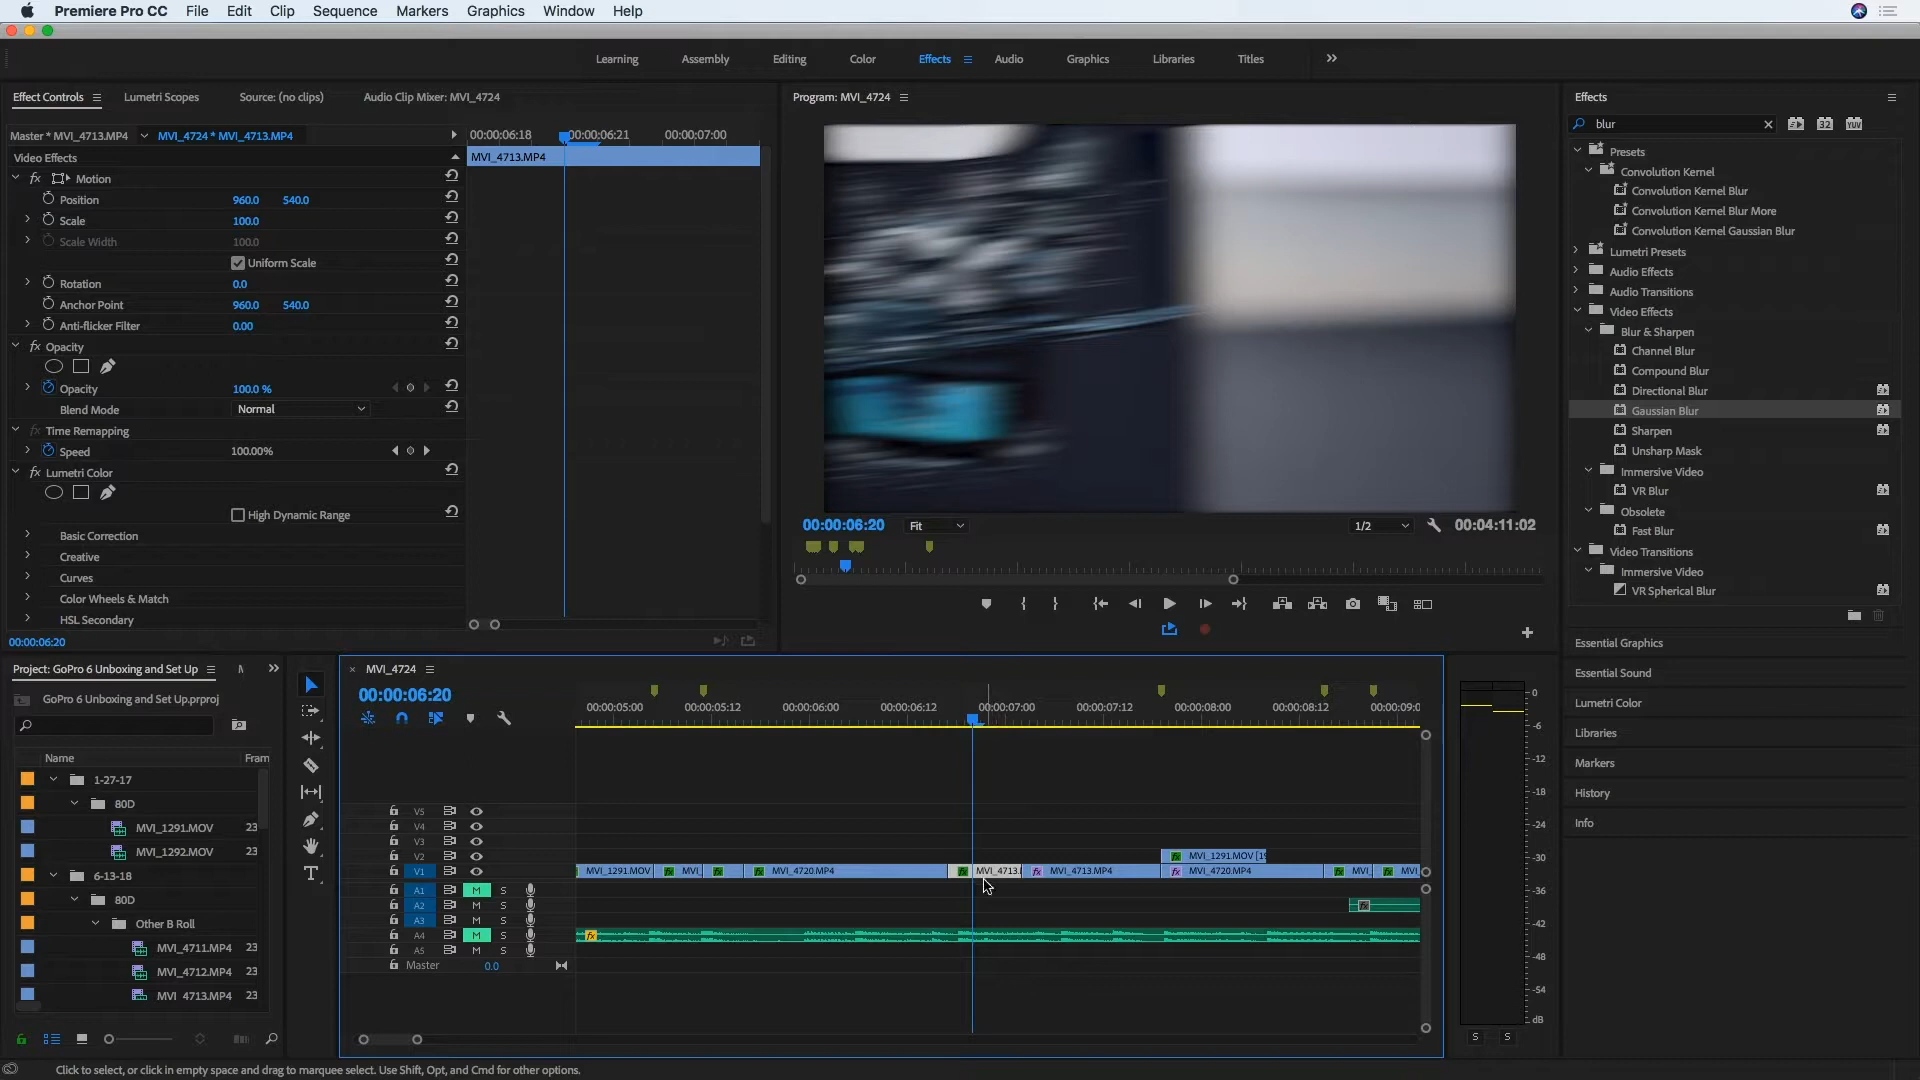 Premiere Pro CC File Edit Clip Sequence Markers Graphics Window Help
Learning Assembly Editing Color Effects Audio Graphics Libraries Titles
Effect Controls Lumetri Scopes Source: (no clips) Audio Clip Mixer: MVI_4724
Master * MVI_4713.MP4 MVI_4724 * MVI_4713.MP4
00:00:06:18 00:00:06:21 00:00:07:00
Video Effects
MVI_4713.MP4
fx Motion
Position 960.0 540.0
Scale 100.0
Scale Width 100.0
Uniform Scale
Rotation 0.0
Anchor Point 960.0 540.0
Anti-flicker Filter 0.00
fx Opacity
Opacity 100.0 %
Blend Mode Normal
fx Time Remapping
Speed 100.00%
fx Lumetri Color
High Dynamic Range
Basic Correction
Creative
Curves
Color Wheels & Match
HSL Secondary
00:00:06:20
Program: MVI_4724
00:00:06:20 Fit 1/2 00:04:11:02
Effects
blur
32 YUV
Presets
Convolution Kernel
Convolution Kernel Blur
Convolution Kernel Blur More
Convolution Kernel Gaussian Blur
Lumetri Presets
Audio Effects
Audio Transitions
Video Effects
Blur & Sharpen
Channel Blur
Compound Blur
Directional Blur
Gaussian Blur
Sharpen
Unsharp Mask
Immersive Video
VR Blur
Obsolete
Fast Blur
Video Transitions
Immersive Video
VR Spherical Blur
Essential Graphics
Essential Sound
Lumetri Color
Libraries
Markers
History
Info
Project: GoPro 6 Unboxing and Set Up
GoPro 6 Unboxing and Set Up.prproj
Name Fram
1-27-17
80D
MVI_1291.MOV 23
MVI_1292.MOV 23
6-13-18
80D
Other B Roll
MVI_4711.MP4 23
MVI_4712.MP4 23
MVI_4713.MP4 23
T
MVI_4724
00:00:06:20
00:00:05:00 00:00:05:12 00:00:06:00 00:00:06:12 00:00:07:00 00:00:07:12 00:00:08:00 00:00:08:12 00:00:09:0
V5
V4
V3
V2 fx MVI_1291.MOV [19
V1 MVI_1291.MOV fx MVI_ fx fx MVI_4720.MP4 fx MVI_4713.I fx MVI_4713.MP4 fx MVI_4720.MP4 fx MVI_ fx MVI_
A1 M S
A2 M S fx
A3 M S
A4 M S fx
A5 M S
Master 0.0
0
-6
-12
-18
-24
-30
-36
-42
-48
-54
dB
S S
Click to select, or click in empty space and drag to marquee select. Use Shift, Opt, and Cmd for other options.